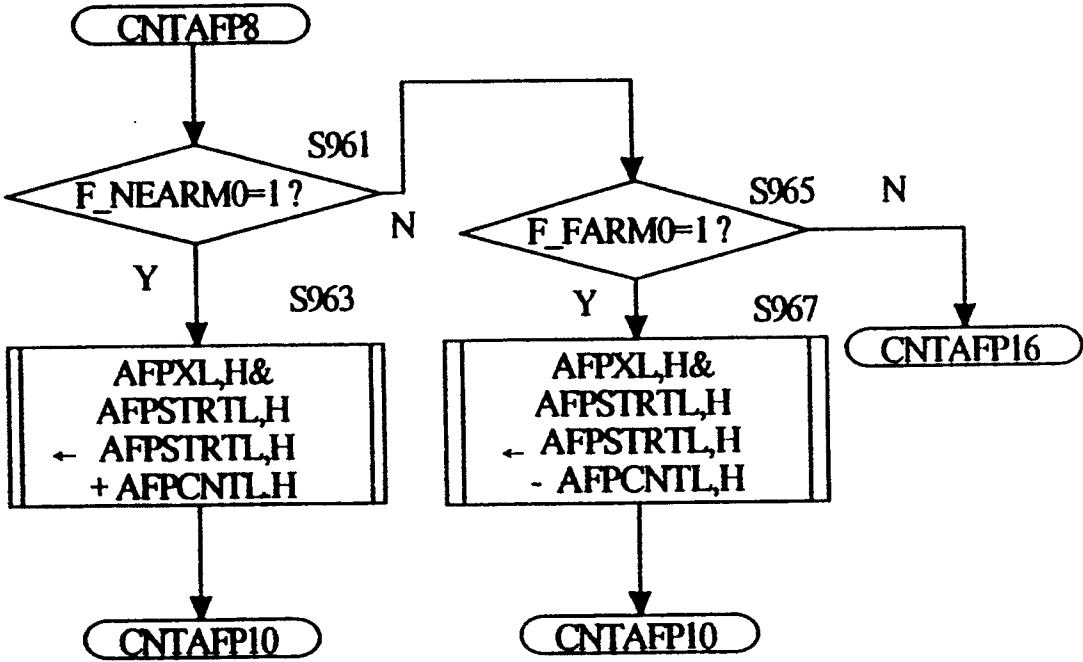 CNTAFP8
S961
F_NEARM0=1 ?
N
Y
S963
AFPXL,H&
AFPSTRTL,H
← AFPSTRTL,H
+ AFPCNTL.H
CNTAFP10
S965
F_FARM0=1 ?
N
Y
S967
AFPXL,H&
AFPSTRTL,H
← AFPSTRTL,H
- AFPCNTL,H
CNTAFP10
CNTAFP16